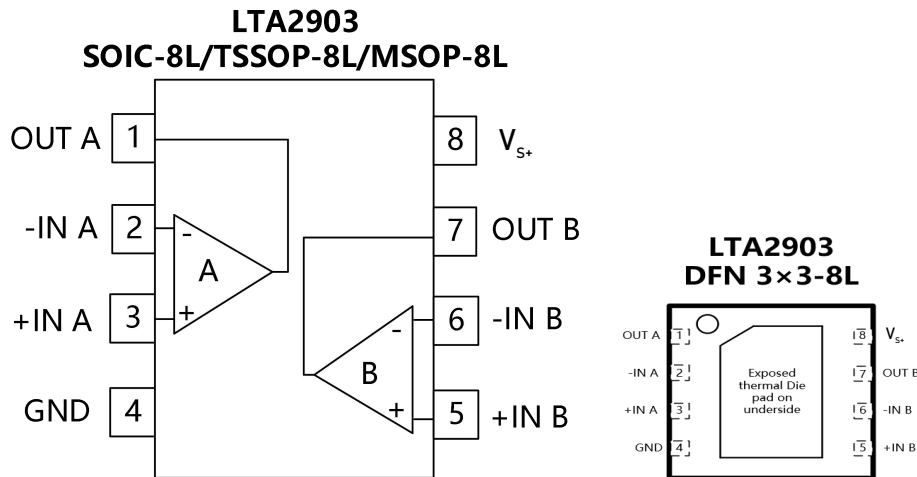 LTA2903
SOIC-8L/TSSOP-8L/MSOP-8L
OUT A 1
8 VS+
-IN A 2
-
A
+
+IN A 3
GND 4
7 OUT B
6 -IN B
-
B
+
5 +IN B
LTA2903
DFN 3×3-8L
OUT A 1
-IN A 2
+IN A 3
GND 4
Exposed
thermal Die
pad on
underside
8 VS+
7 OUT B
6 -IN B
5 +IN B